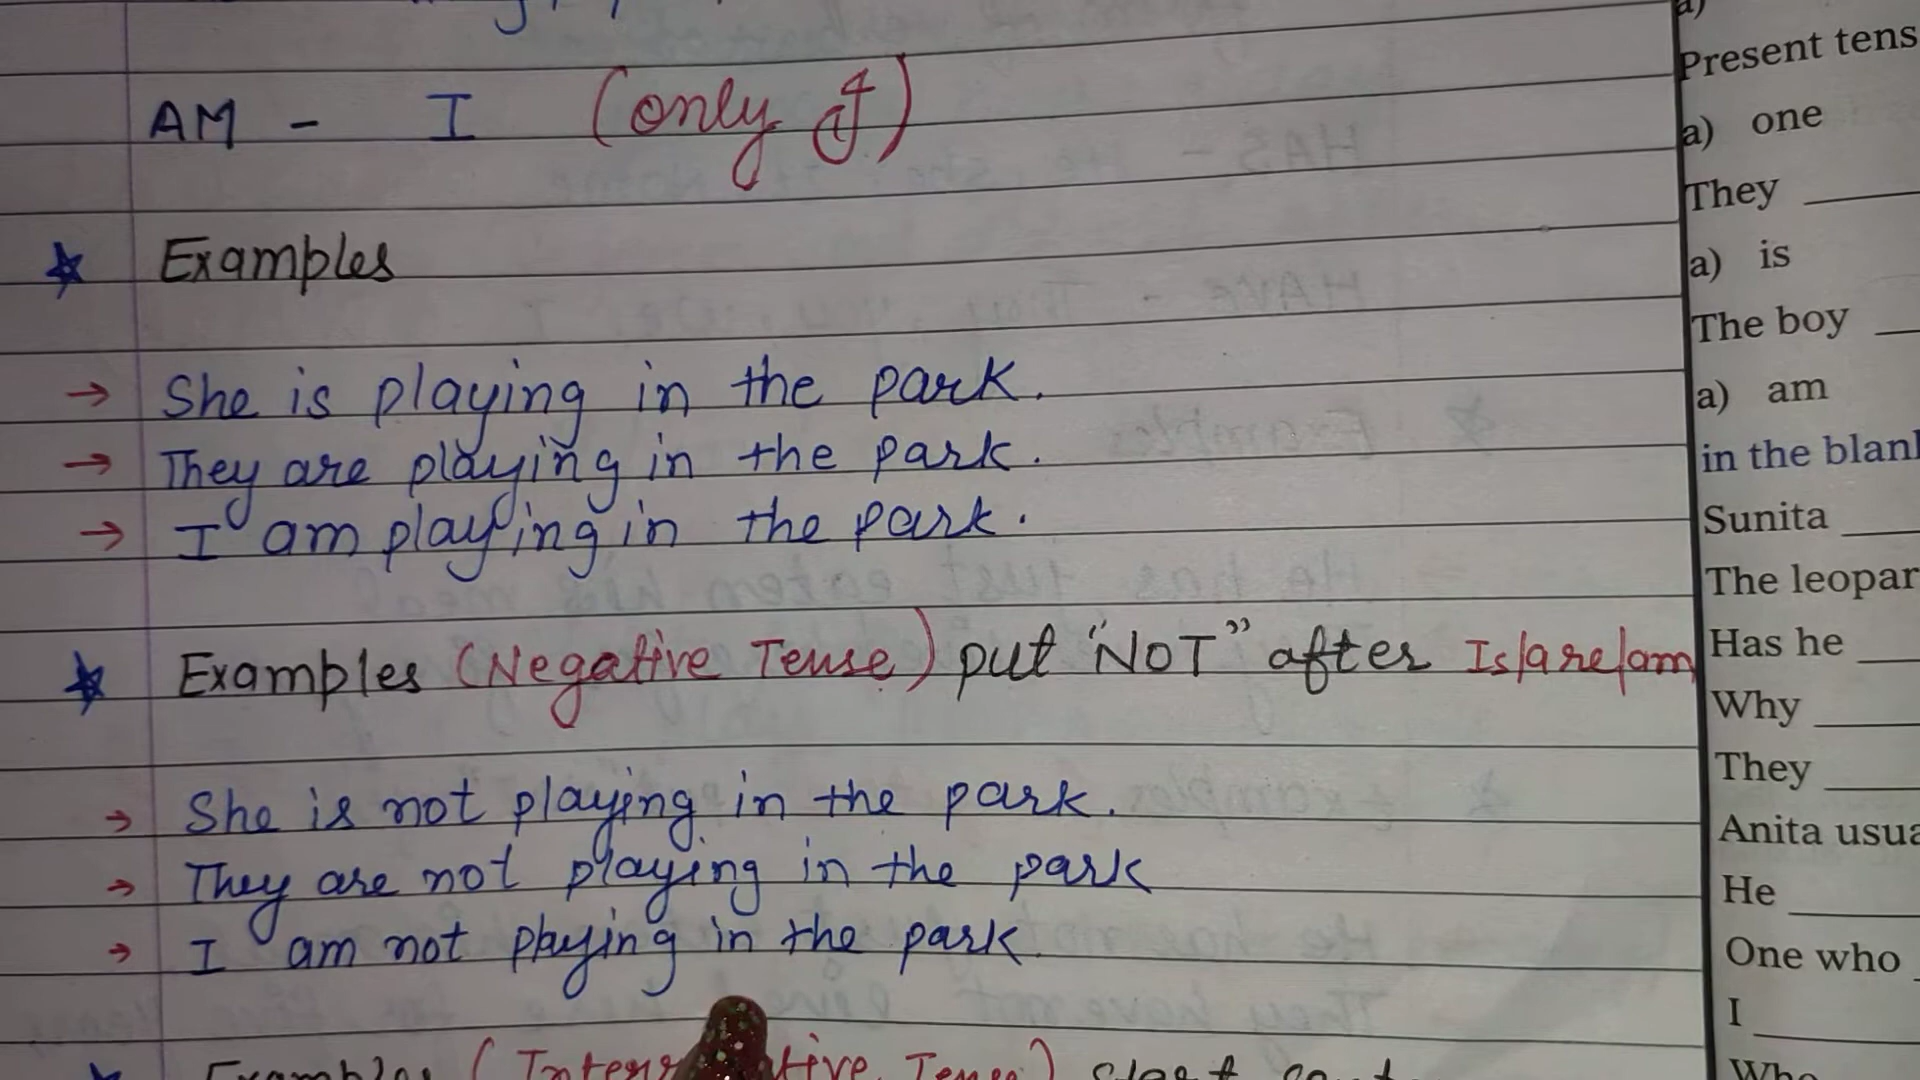 AM - I (only I)
Examples
→ She is playing in the park.
→ They are playing in the park.
→ I am playing in the park.
Examples (Negative Tense) put "NOT" after Is/are/am
→ She is not playing in the park.
→ They are not playing in the park
→ I am not playing in the park
Examples
Present tens
a) one
They
a) is
The boy
a) am
in the blan
Sunita
The leopar
Has he
Why
They
Anita usua
He
One who
I
Who